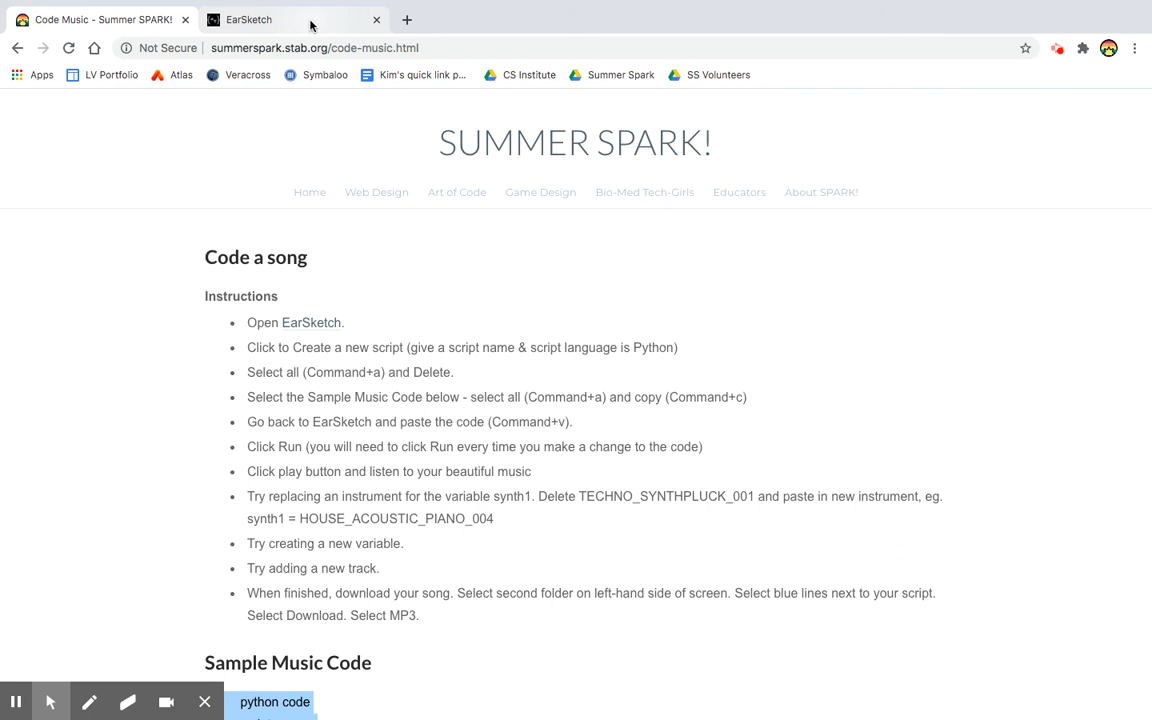 Code Music - Summer SPARK!
EarSketch
Not Secure
summerspark.stab.org/code-music.html
Apps
LV Portfolio
Atlas
Veracross
Symbaloo
Kim's quick link p...
CS Institute
Summer Spark
SS Volunteers
SUMMER SPARK!
Home
Web Design
Art of Code
Game Design
Bio-Med Tech-Girls
Educators
About SPARK!
Code a song
Instructions
Open EarSketch.
Click to Create a new script (give a script name & script language is Python)
Select all (Command+a) and Delete.
Select the Sample Music Code below - select all (Command+a) and copy (Command+c)
Go back to EarSketch and paste the code (Command+v).
Click Run (you will need to click Run every time you make a change to the code)
Click play button and listen to your beautiful music
Try replacing an instrument for the variable synth1. Delete TECHNO_SYNTHPLUCK_001 and paste in new instrument, eg.
synth1 = HOUSE_ACOUSTIC_PIANO_004
Try creating a new variable.
Try adding a new track.
When finished, download your song. Select second folder on left-hand side of screen. Select blue lines next to your script.
Select Download. Select MP3.
Sample Music Code
python code